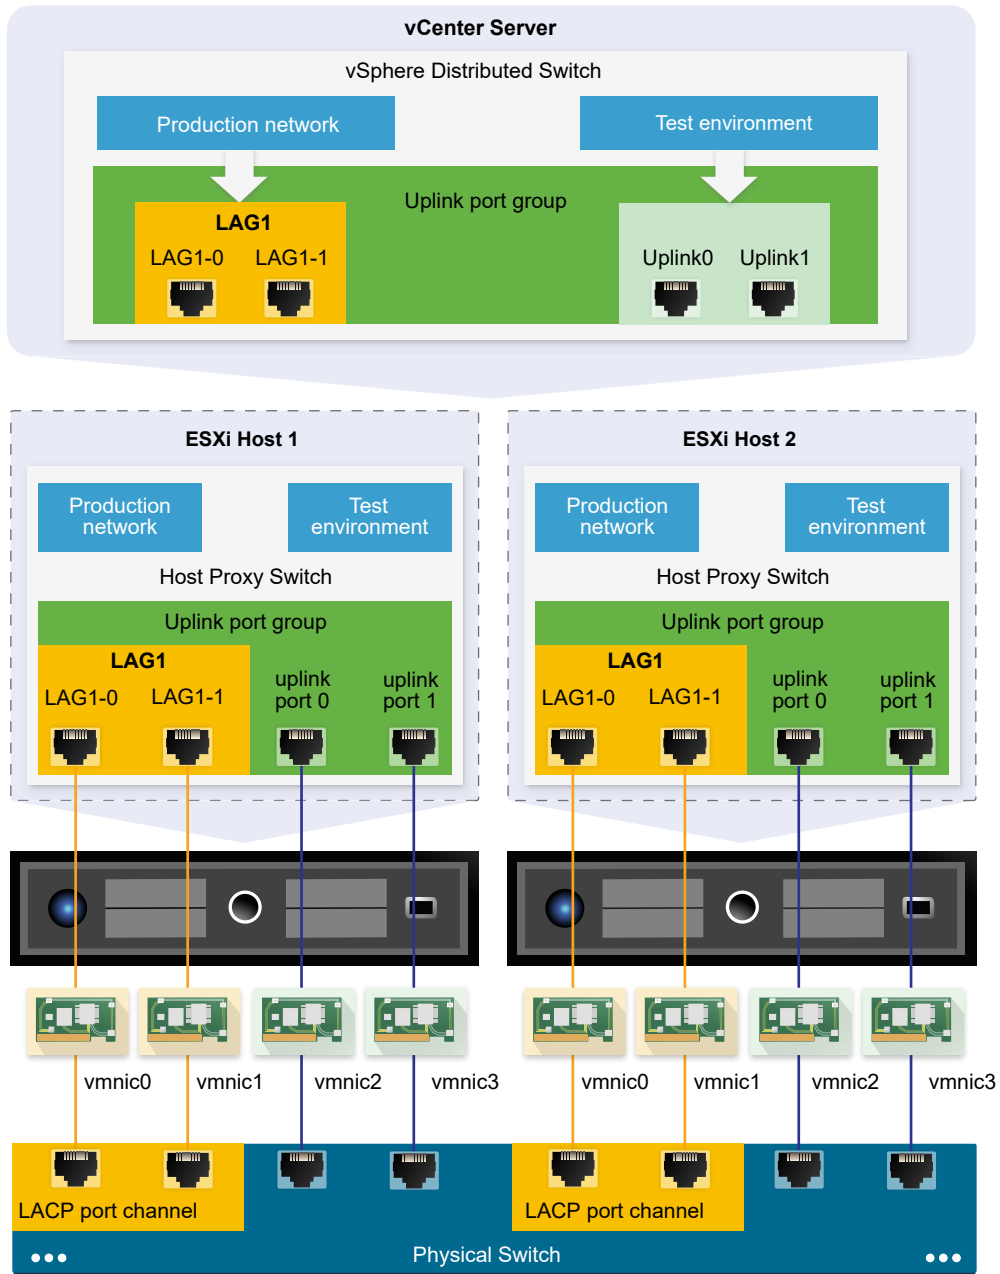 vCenter Server
vSphere Distributed Switch
Production network
Test environment
Uplink port group
LAG1
LAG1-0 LAG1-1
Uplink0 Uplink1
ESXi Host 1
Production
network
Test
environment
Host Proxy Switch
Uplink port group
LAG1
LAG1-0 LAG1-1
uplink
port 0
uplink
port 1
ESXi Host 2
Production
network
Test
environment
Host Proxy Switch
Uplink port group
LAG1
LAG1-0 LAG1-1
uplink
port 0
uplink
port 1
vmnic0 vmnic1 vmnic2 vmnic3
vmnic0 vmnic1 vmnic2 vmnic3
LACP port channel
LACP port channel
Physical Switch